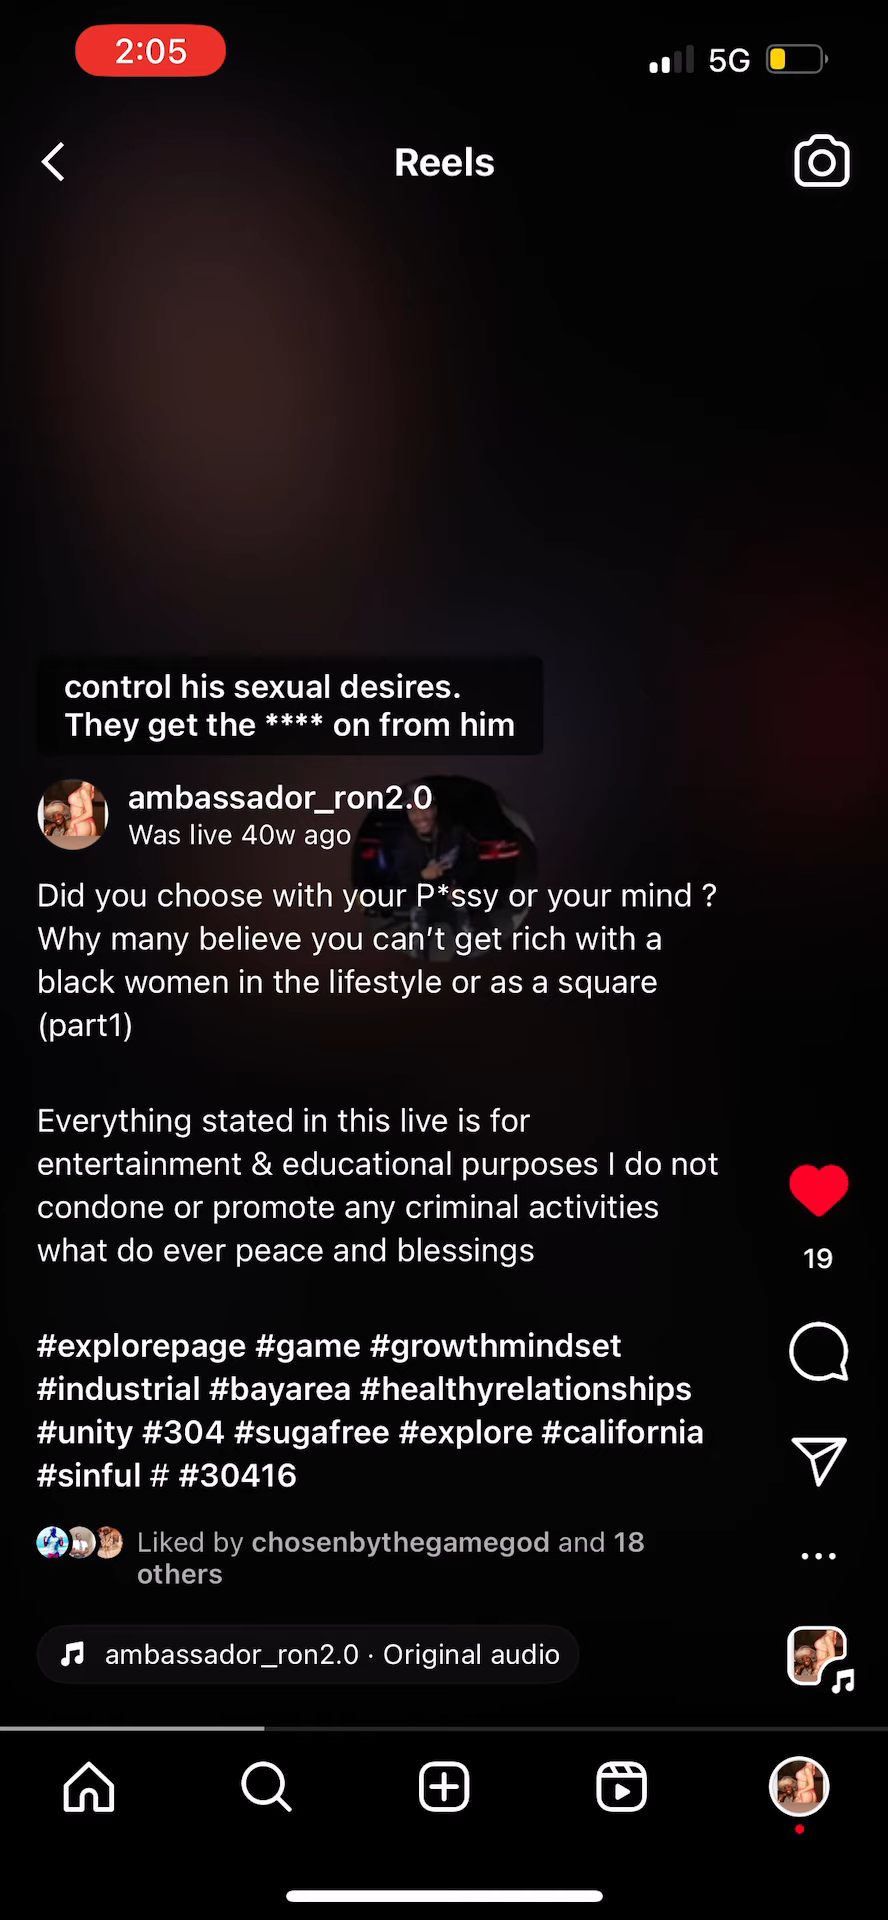 2:05
5G
Reels
control his sexual desires.
They get the **** on from him
ambassador_ron2.0
Was live 40w ago
Did you choose with your P*ssy or your mind ?
Why many believe you can’t get rich with a
black women in the lifestyle or as a square
(part1)
Everything stated in this live is for
entertainment & educational purposes I do not
condone or promote any criminal activities
what do ever peace and blessings
#explorepage #game #growthmindset
#industrial #bayarea #healthyrelationships
#unity #304 #sugafree #explore #california
#sinful # #30416
19
Liked by chosenbythegamegod and 18
others
ambassador_ron2.0 · Original audio